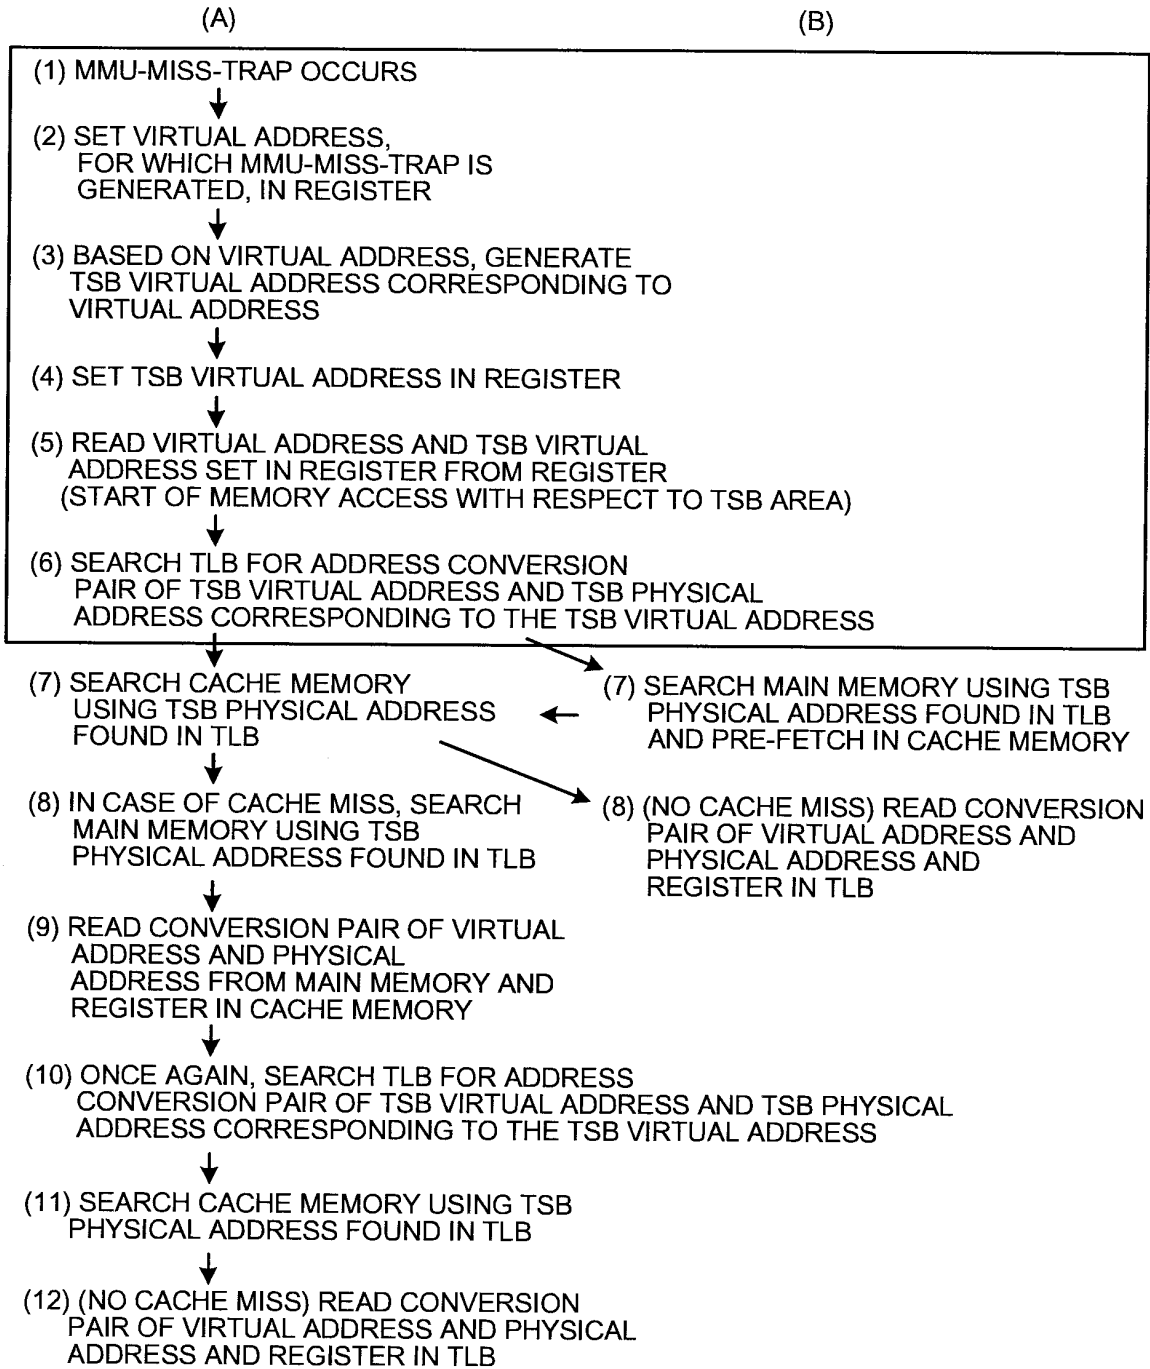 (A)
(B)
(1) MMU-MISS-TRAP OCCURS
(2) SET VIRTUAL ADDRESS,
FOR WHICH MMU-MISS-TRAP IS
GENERATED, IN REGISTER
(3) BASED ON VIRTUAL ADDRESS, GENERATE
TSB VIRTUAL ADDRESS CORRESPONDING TO
VIRTUAL ADDRESS
(4) SET TSB VIRTUAL ADDRESS IN REGISTER
(5) READ VIRTUAL ADDRESS AND TSB VIRTUAL
ADDRESS SET IN REGISTER FROM REGISTER
(START OF MEMORY ACCESS WITH RESPECT TO TSB AREA)
(6) SEARCH TLB FOR ADDRESS CONVERSION
PAIR OF TSB VIRTUAL ADDRESS AND TSB PHYSICAL
ADDRESS CORRESPONDING TO THE TSB VIRTUAL ADDRESS
(7) SEARCH CACHE MEMORY
USING TSB PHYSICAL ADDRESS
FOUND IN TLB
(7) SEARCH MAIN MEMORY USING TSB
PHYSICAL ADDRESS FOUND IN TLB
AND PRE-FETCH IN CACHE MEMORY
(8) IN CASE OF CACHE MISS, SEARCH
MAIN MEMORY USING TSB
PHYSICAL ADDRESS FOUND IN TLB
(8) (NO CACHE MISS) READ CONVERSION
PAIR OF VIRTUAL ADDRESS AND
PHYSICAL ADDRESS AND
REGISTER IN TLB
(9) READ CONVERSION PAIR OF VIRTUAL
ADDRESS AND PHYSICAL
ADDRESS FROM MAIN MEMORY AND
REGISTER IN CACHE MEMORY
(10) ONCE AGAIN, SEARCH TLB FOR ADDRESS
CONVERSION PAIR OF TSB VIRTUAL ADDRESS AND TSB PHYSICAL
ADDRESS CORRESPONDING TO THE TSB VIRTUAL ADDRESS
(11) SEARCH CACHE MEMORY USING TSB
PHYSICAL ADDRESS FOUND IN TLB
(12) (NO CACHE MISS) READ CONVERSION
PAIR OF VIRTUAL ADDRESS AND PHYSICAL
ADDRESS AND REGISTER IN TLB